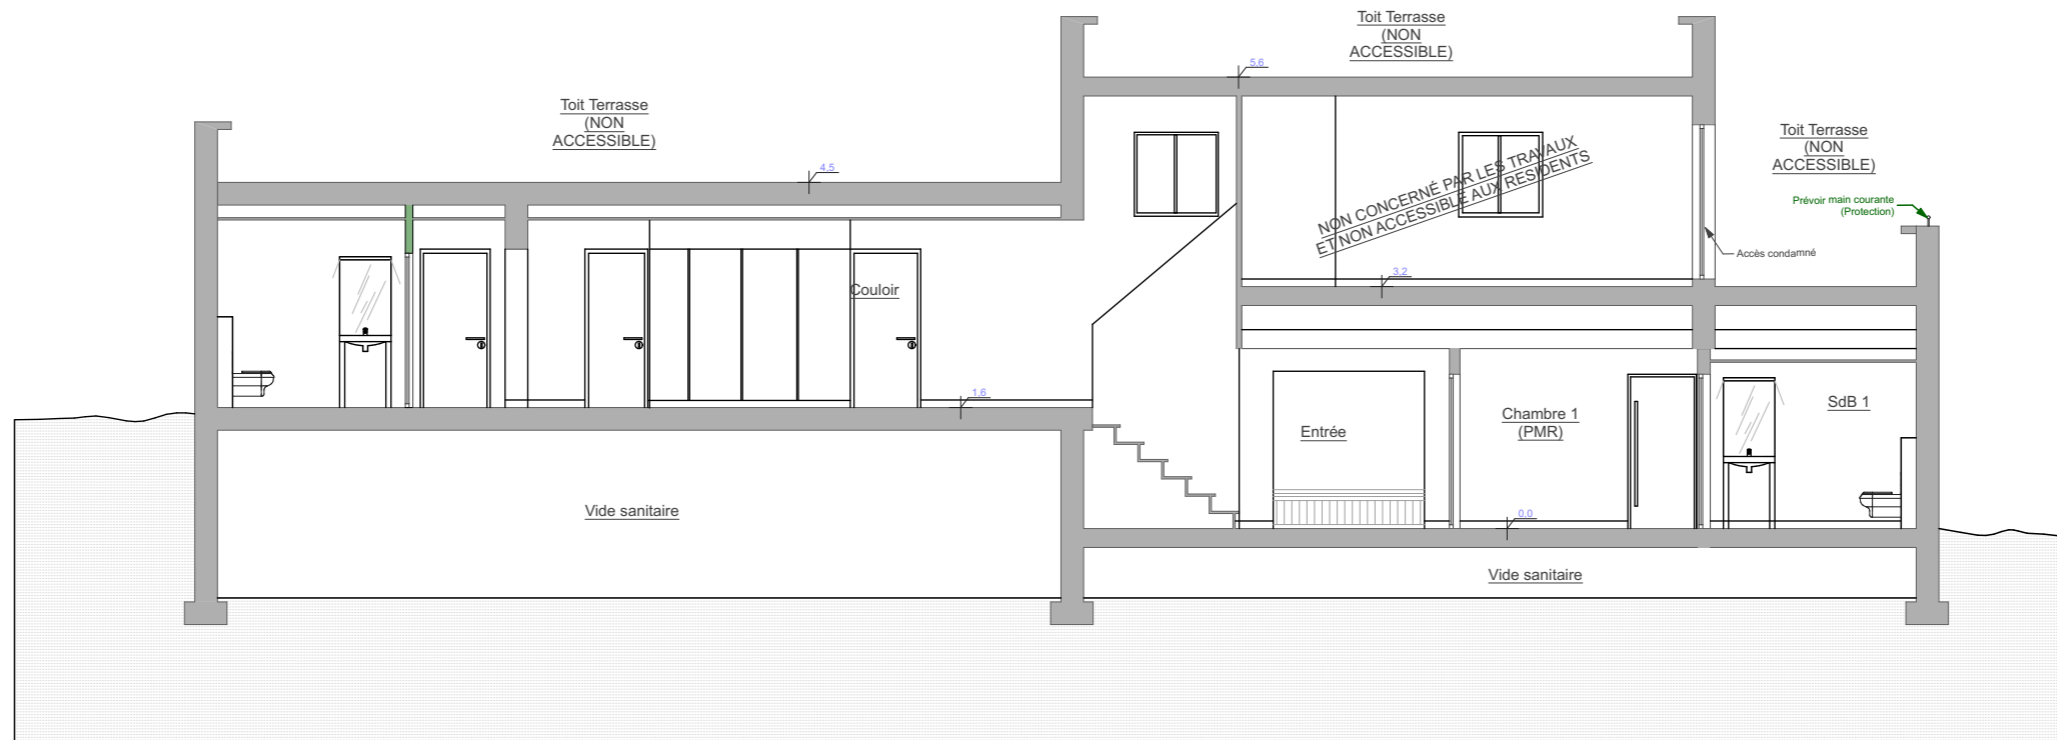 Toit Terrasse
(NON
ACCESSIBLE)
5.6
Toit Terrasse
(NON
ACCESSIBLE)
4.5
Toit Terrasse
(NON
ACCESSIBLE)
NON CONCERNÉ PAR LES TRAVAUX
ET NON ACCESSIBLE AUX RESIDENTS
Prévoir main courante
(Protection)
Accès condamné
3,2
Couloir
1,6
Entrée
Chambre 1
(PMR)
SdB 1
0,0
Vide sanitaire
Vide sanitaire